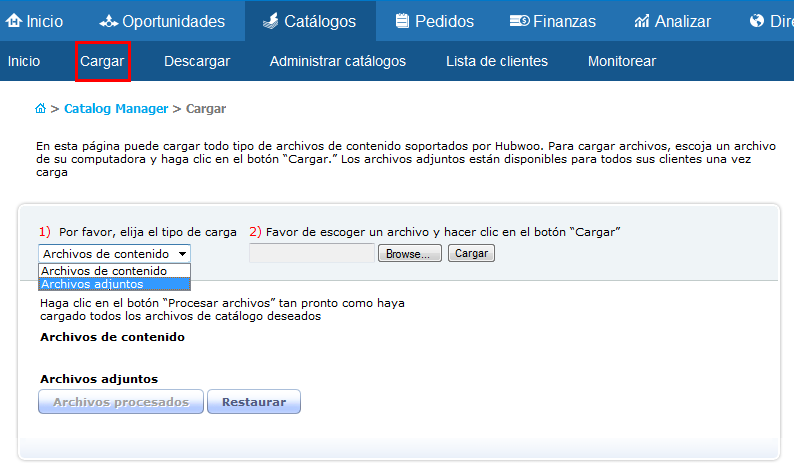 Inicio Oportunidades Catálogos Pedidos Finanzas Analizar Dire
Inicio Cargar Descargar Administrar catálogos Lista de clientes Monitorear
> Catalog Manager > Cargar
En esta página puede cargar todo tipo de archivos de contenido soportados por Hubwoo. Para cargar archivos, escoja un archivo
de su computadora y haga clic en el botón “Cargar.” Los archivos adjuntos están disponibles para todos sus clientes una vez
carga
1) Por favor, elija el tipo de carga 2) Favor de escoger un archivo y hacer clic en el botón “Cargar”
Archivos de contenido Browse... Cargar
Archivos de contenido
Archivos adjuntos
Haga clic en el botón “Procesar archivos” tan pronto como haya
cargado todos los archivos de catálogo deseados
Archivos de contenido
Archivos adjuntos
Archivos procesados Restaurar